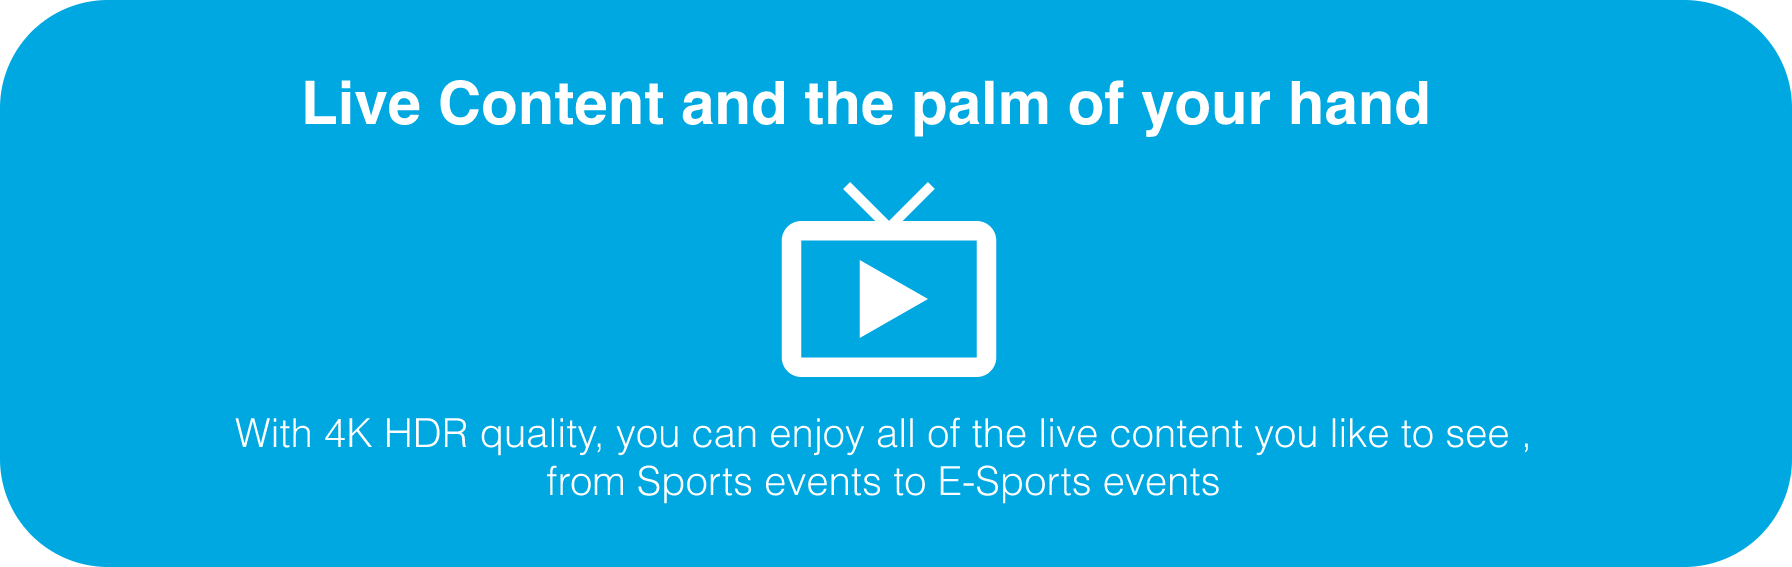 Live Content and the palm of your hand
With 4K HDR quality, you can enjoy all of the live content you like to see ,
from Sports events to E-Sports events